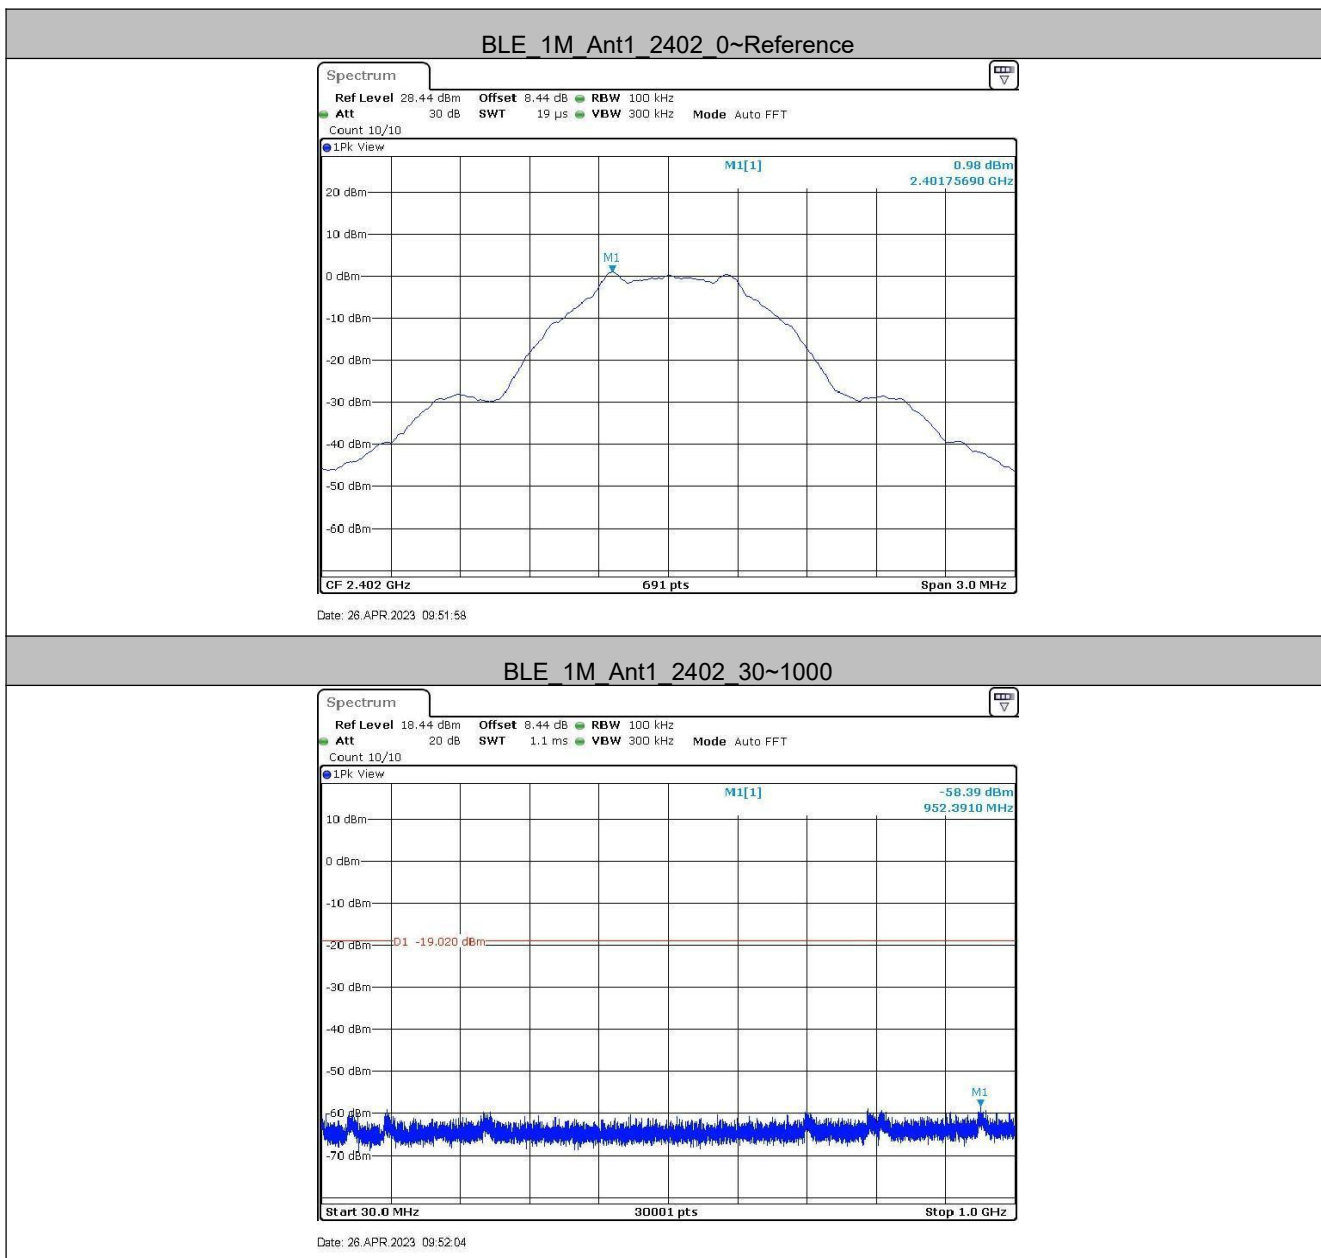 BLE_1M_Ant1_2402_0~Reference
Spectrum
Ref Level 28.44 dBm Offset 8.44 dB RBW 100 kHz
Att 30 dB SWT 19 µs VBW 300 kHz Mode Auto FFT
Count 10/10
1Pk View
M1[1] 0.98 dBm
2.40175690 GHz
20 dBm
10 dBm
M1
0 dBm
-10 dBm
-20 dBm
-30 dBm
-40 dBm
-50 dBm
-60 dBm
CF 2.402 GHz 691 pts Span 3.0 MHz
Date: 26.APR.2023 09:51:58
BLE_1M_Ant1_2402_30~1000
Spectrum
Ref Level 18.44 dBm Offset 8.44 dB RBW 100 kHz
Att 20 dB SWT 1.1 ms VBW 300 kHz Mode Auto FFT
Count 10/10
1Pk View
M1[1] -58.39 dBm
952.3910 MHz
10 dBm
0 dBm
-10 dBm
-20 dBm D1 -19.020 dBm
-30 dBm
-40 dBm
-50 dBm
M1
-60 dBm
-70 dBm
Start 30.0 MHz 30001 pts Stop 1.0 GHz
Date: 26.APR.2023 09:52:04